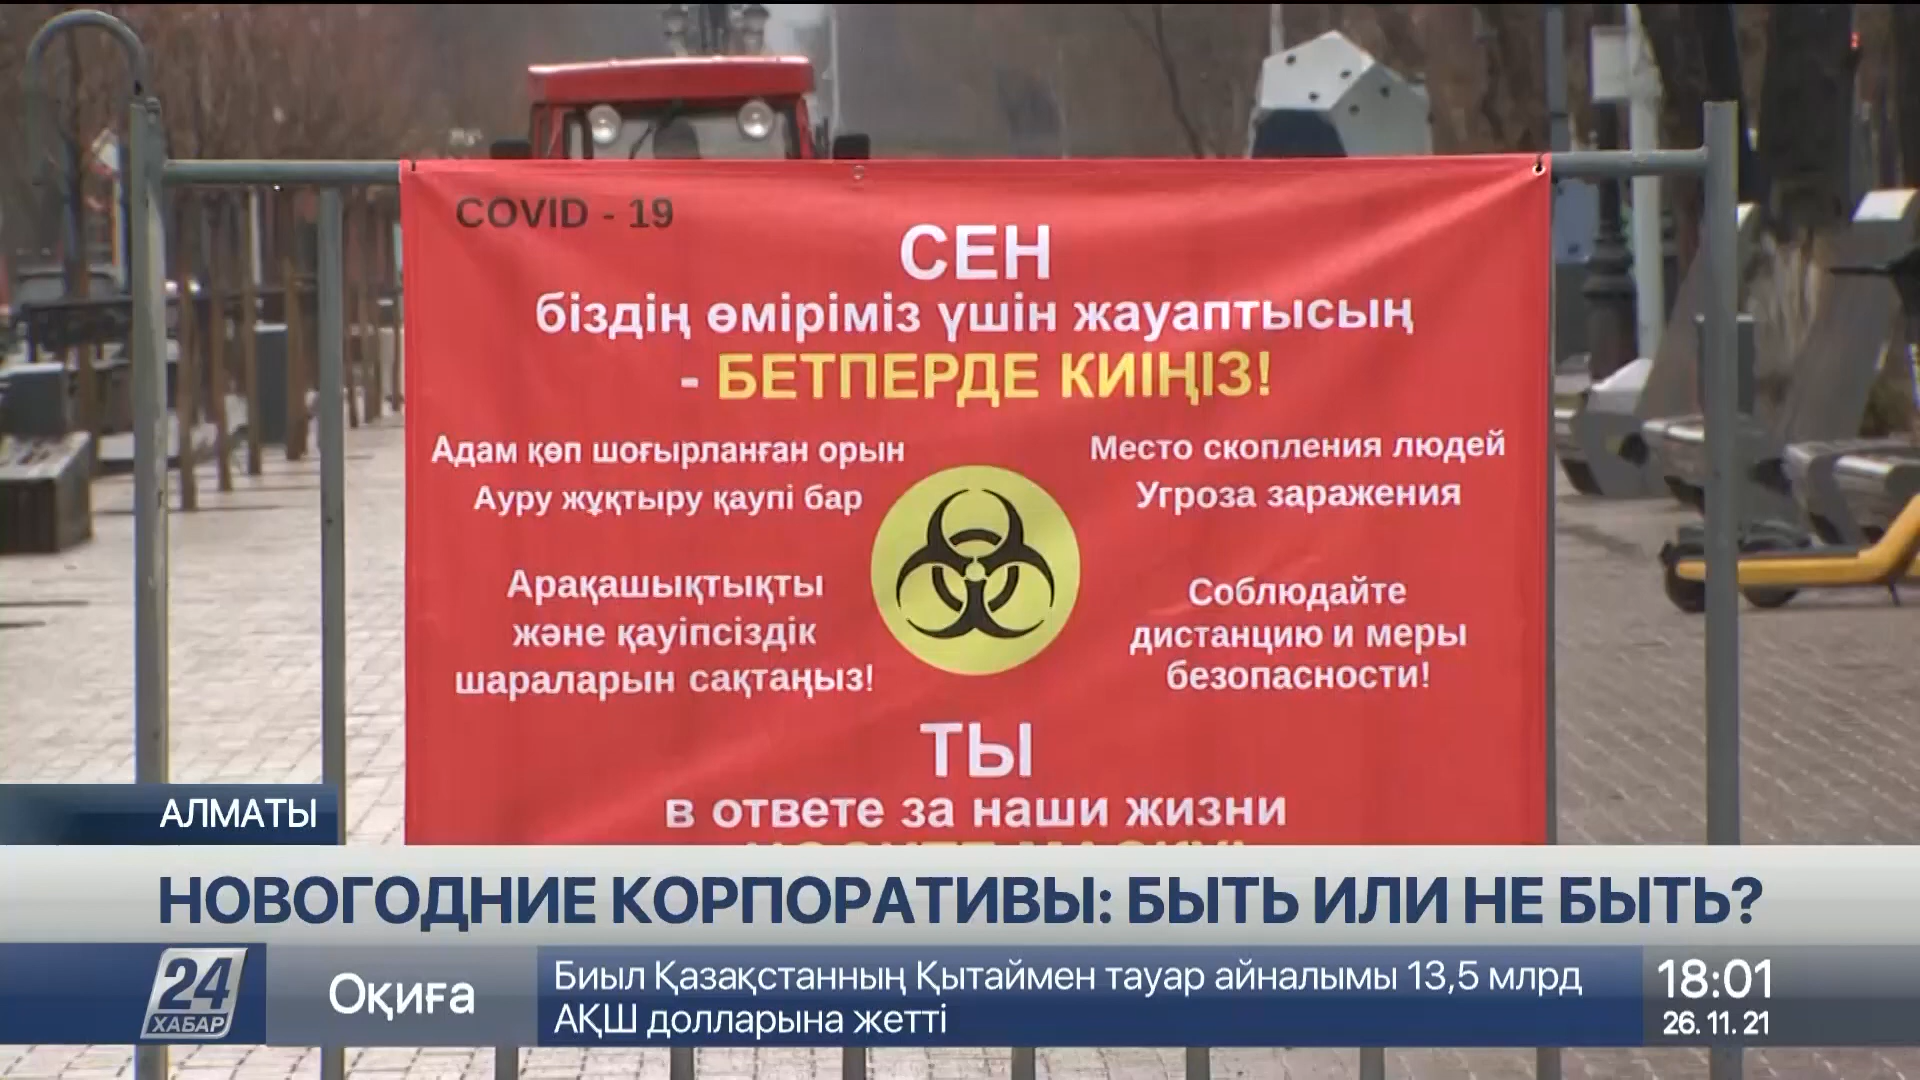 COVID - 19
СЕН
біздің өміріміз үшін жауаптысың
- БЕТПЕРДЕ КИІҢІЗ!
Адам көп шоғырланған орын
Ауру жұқтыру қаупі бар
Арақашықтықты
және қауіпсіздік
шараларын сақтаңыз!
Место скопления людей
Угроза заражения
Соблюдайте
дистанцию и меры
безопасности!
ТЫ
в ответе за наши жизни
АЛМАТЫ
НОВОГОДНИЕ КОРПОРАТИВЫ: БЫТЬ ИЛИ НЕ БЫТЬ?
24
ХАБАР
Оқиға
Биыл Қазақстанның Қытаймен тауар айналымы 13,5 млрд
АҚШ долларына жетті
18:01
26. 11. 21